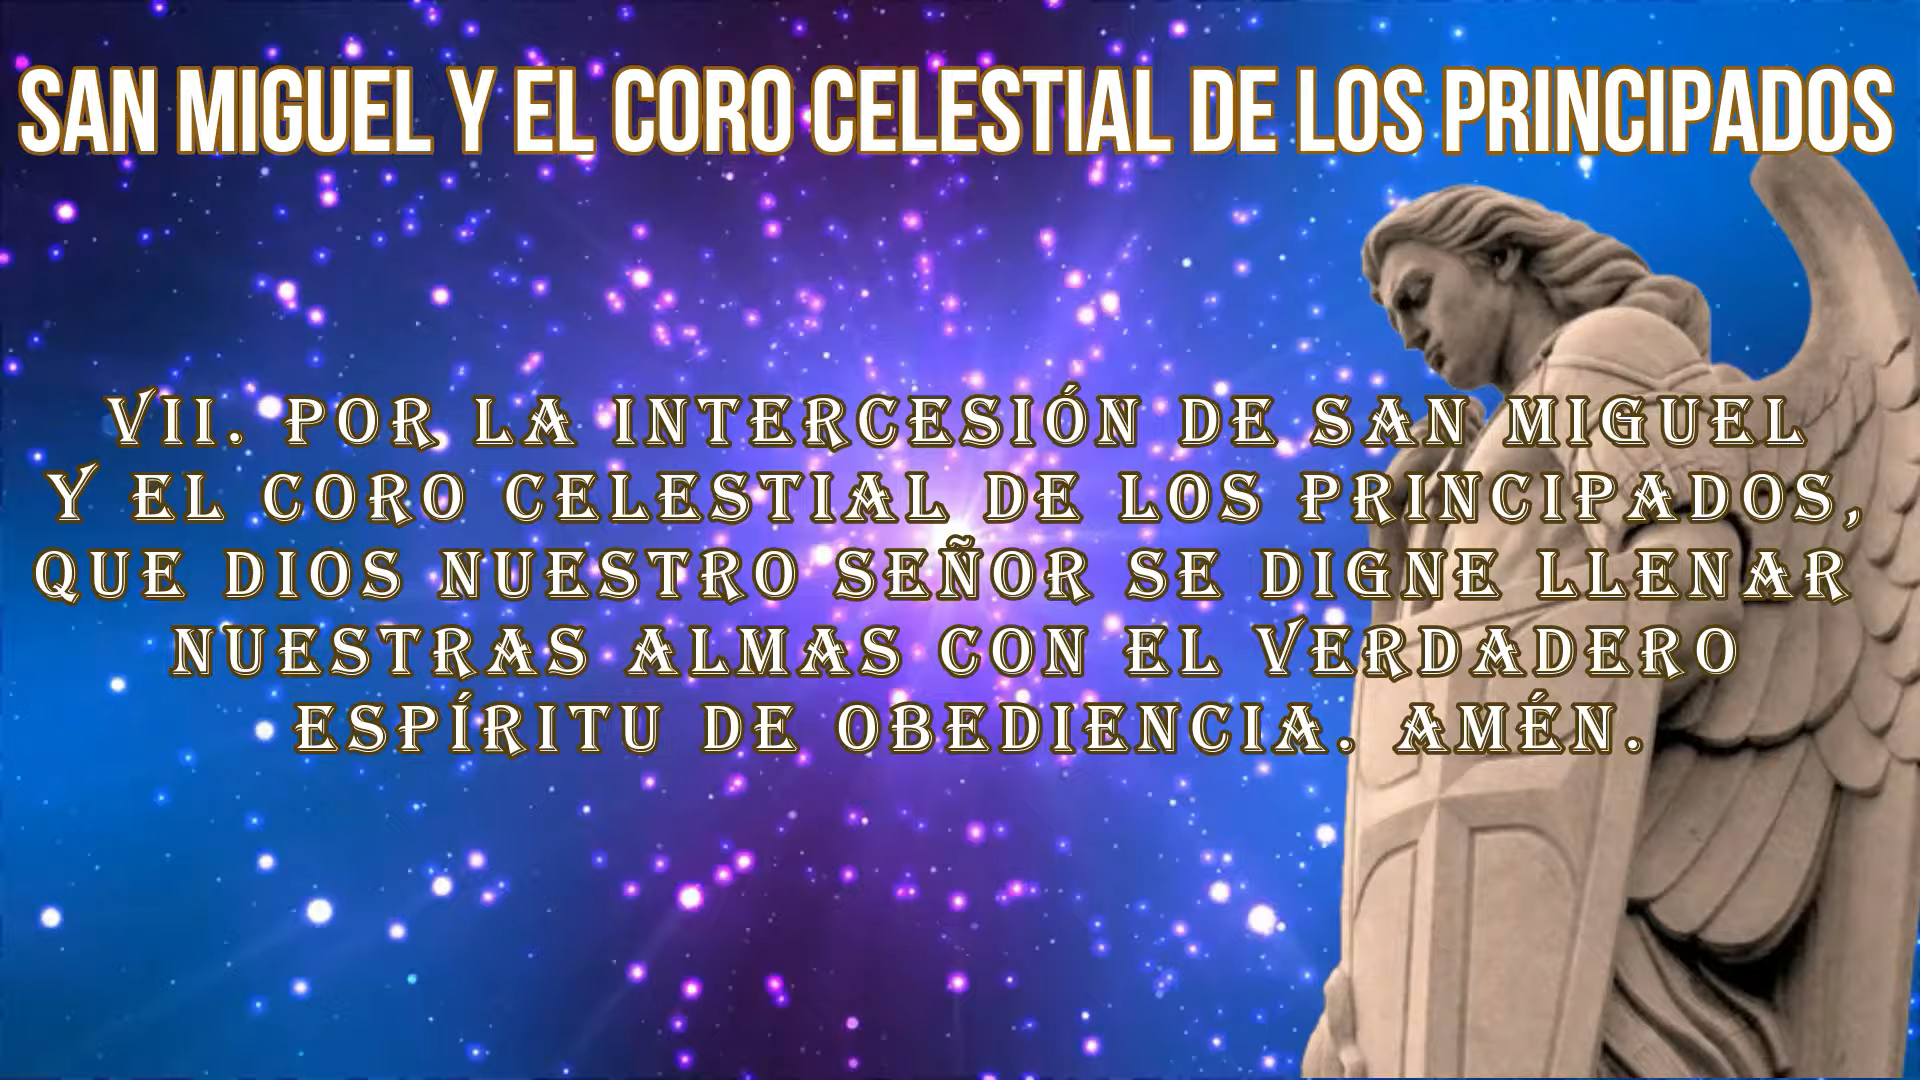 SAN MIGUEL Y EL CORO CELESTIAL DE LOS PRINCIPADOS
VII. POR LA INTERCESIÓN DE SAN MIGUEL
Y EL CORO CELESTIAL DE LOS PRINCIPADOS,
QUE DIOS NUESTRO SEÑOR SE DIGNE LLENAR
NUESTRAS ALMAS CON EL VERDADERO
ESPÍRITU DE OBEDIENCIA. AMÉN.